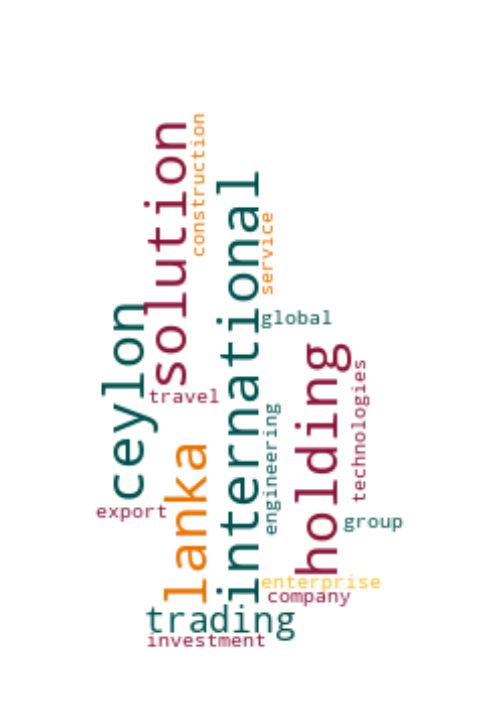 construction
solution
international
service
ceylon
global
holding
technologies
travel
engineering
lanka
export
group
enterprise
company
trading
investment